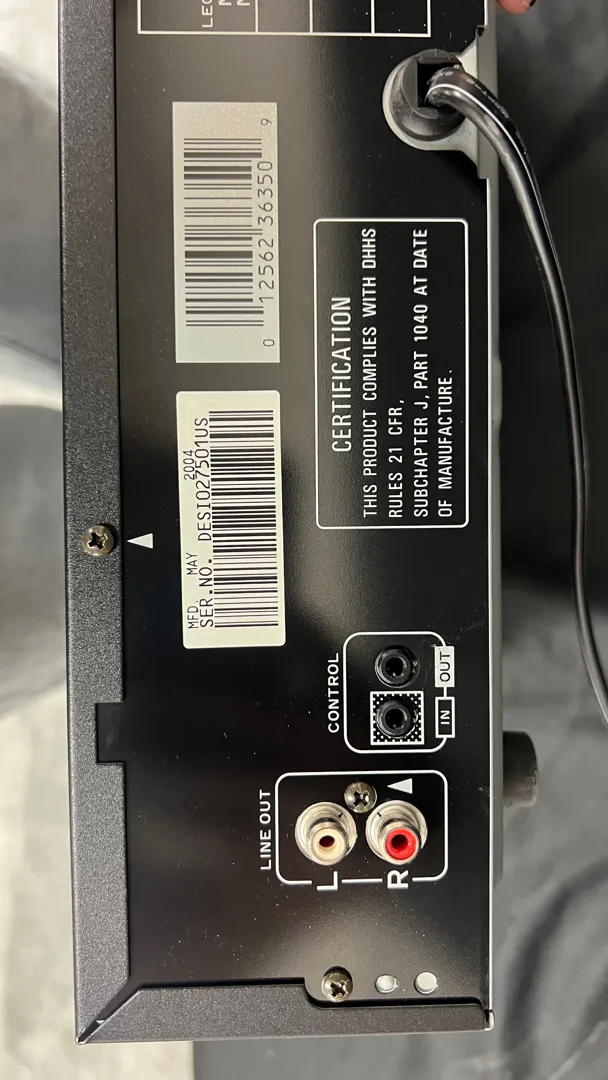 0 12562 36350 9
MFD. MAY 2004
SER.NO. DESI027501US
CERTIFICATION
THIS PRODUCT COMPLIES WITH DHHS
RULES 21 CFR,
SUBCHAPTER J, PART 1040 AT DATE
OF MANUFACTURE.
CONTROL
IN
OUT
LINE OUT
L
R